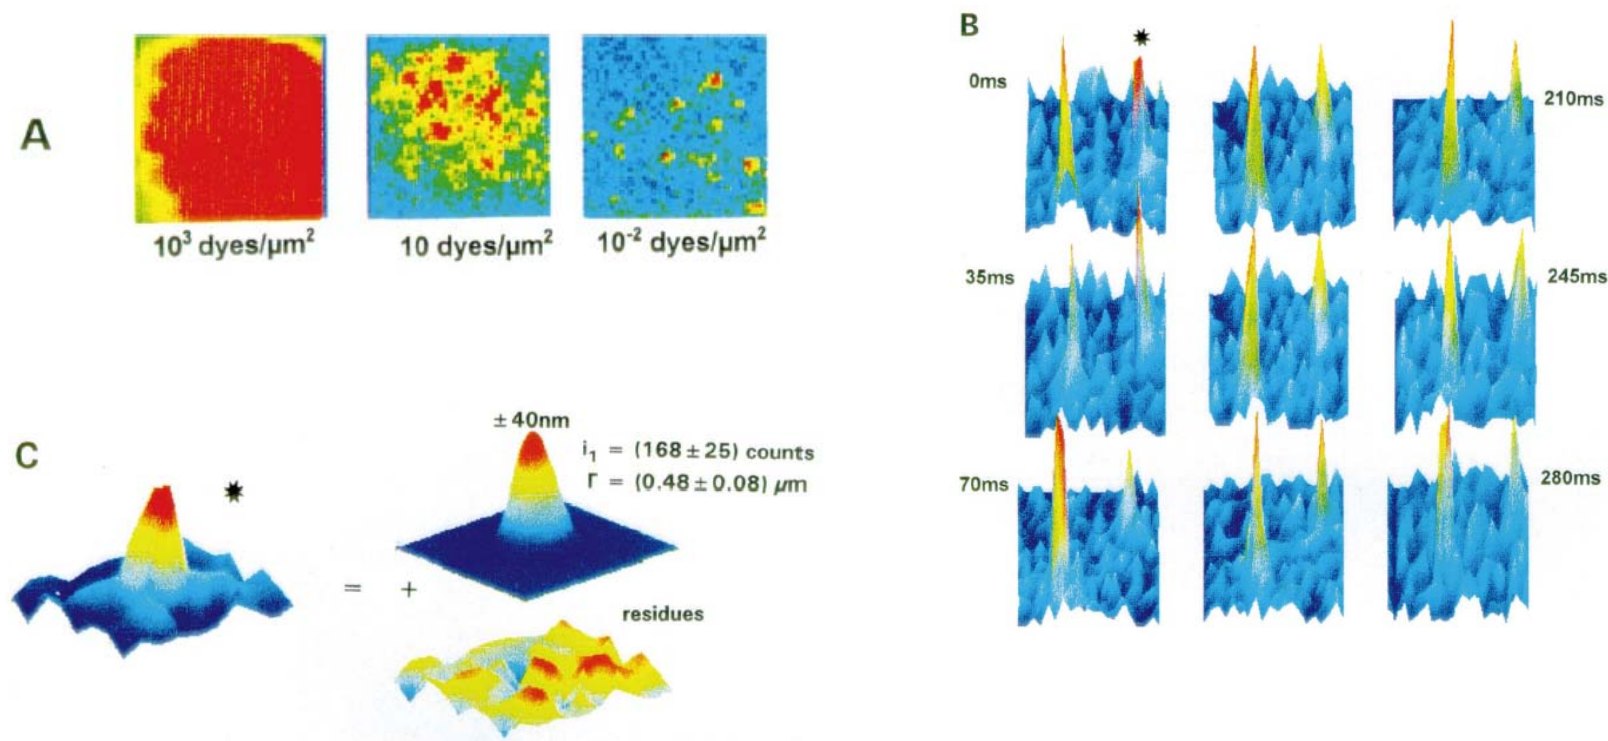 A
10³ dyes/µm²
10 dyes/µm²
10⁻² dyes/µm²
B
0ms
210ms
35ms
245ms
70ms
280ms
C
± 40nm
i₁ = (168 ± 25) counts
Γ = (0.48 ± 0.08) µm
= +
residues